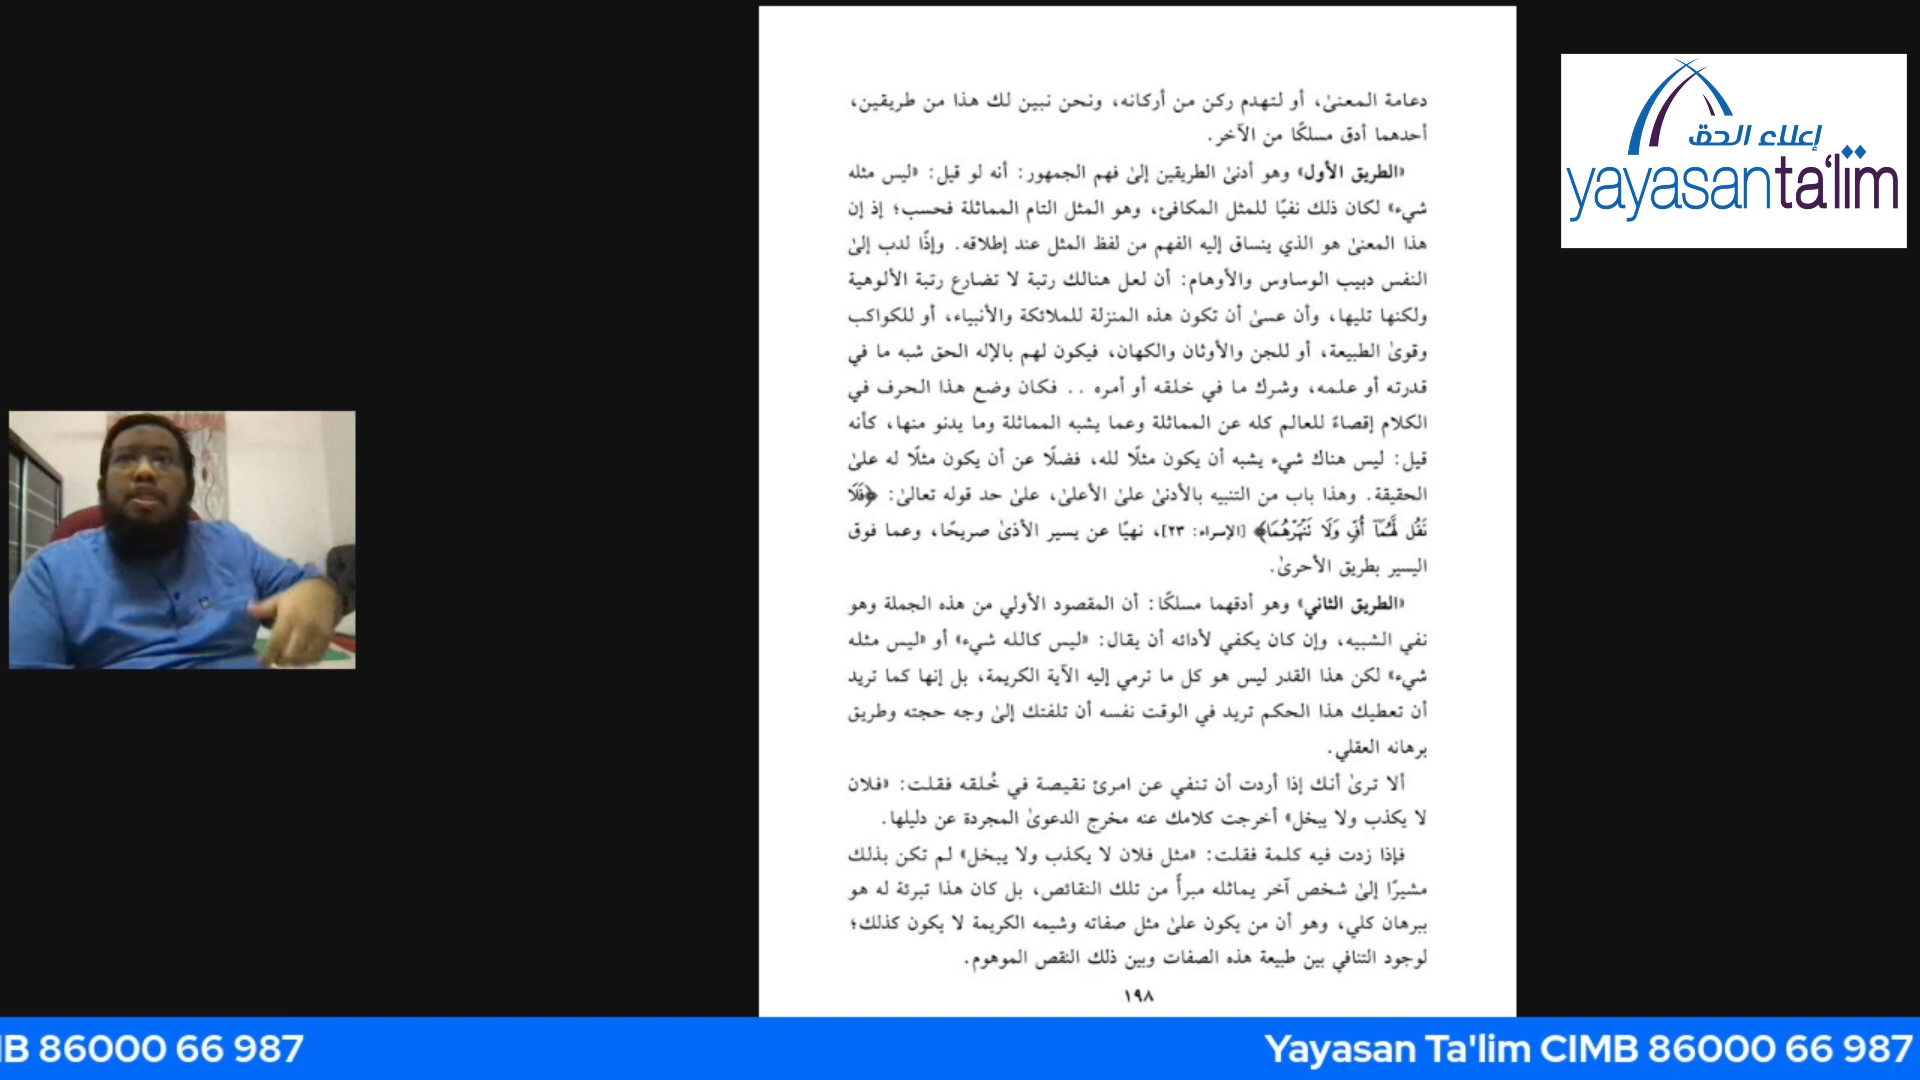 دعامة المعنىٰ، أو لتهدم ركن من أركانه، ونحن نبين لك هذا من طريقين،
أحدهما أدق مسلكًا من الآخر.
«الطريق الأول» وهو أدنىٰ الطريقين إلىٰ فهم الجمهور: أنه لو قيل: «ليس مثله
شيء» لكان ذلك نفيًا للمثل المكافئ، وهو المثل التام المماثلة فحسب؛ إذ إن
هذا المعنىٰ هو الذي ينساق إليه الفهم من لفظ المثل عند إطلاقه. وإذًا لدب إلىٰ
النفس دبيب الوساوس والأوهام: أن لعل هنالك رتبة لا تضارع رتبة الألوهية
ولكنها تليها، وأن عسىٰ أن تكون هذه المنزلة للملائكة والأنبياء، أو للكواكب
وقوىٰ الطبيعة، أو للجن والأوثان والكهان، فيكون لهم بالإله الحق شبه ما في
قدرته أو علمه، وشرك ما في خلقه أو أمره .. فكان وضع هذا الحرف في
الكلام إقصاءً للعالم كله عن المماثلة وعما يشبه المماثلة وما يدنو منها، كأنه
قيل: ليس هناك شيء يشبه أن يكون مثلًا لله، فضلًا عن أن يكون مثلًا له علىٰ
الحقيقة. وهذا باب من التنبيه بالأدنىٰ علىٰ الأعلىٰ، علىٰ حد قوله تعالىٰ: ﴿فَلَا
تَقُل لَّهُمَآ أُفٍّ وَلَا تَنْهَرْهُمَا﴾ [الإسراء: ٢٣]، نهيًا عن يسير الأذىٰ صريحًا، وعما فوق
اليسير بطريق الأحرىٰ.
«الطريق الثاني» وهو أدقهما مسلكًا: أن المقصود الأولي من هذه الجملة وهو
نفي الشبيه، وإن كان يكفي لأدائه أن يقال: «ليس كالله شيء» أو «ليس مثله
شيء» لكن هذا القدر ليس هو كل ما ترمي إليه الآية الكريمة، بل إنها كما تريد
أن تعطيك هذا الحكم تريد في الوقت نفسه أن تلفتك إلىٰ وجه حجته وطريق
برهانه العقلي.
ألا ترىٰ أنك إذا أردت أن تنفي عن امرئ نقيصة في خُلقه فقلت: «فلان
لا يكذب ولا يبخل» أخرجت كلامك عنه مخرج الدعوىٰ المجردة عن دليلها.
فإذا زدت فيه كلمة فقلت: «مثل فلان لا يكذب ولا يبخل» لم تكن بذلك
مشيرًا إلىٰ شخص آخر يماثله مبرأً من تلك النقائص، بل كان هذا تبرئة له هو
ببرهان كلي، وهو أن من يكون علىٰ مثل صفاته وشيمه الكريمة لا يكون كذلك؛
لوجود التنافي بين طبيعة هذه الصفات وبين ذلك النقص الموهوم.
١٩٨
إعلاء الحق
yayasanta'lim
IB 86000 66 987
Yayasan Ta'lim CIMB 86000 66 987